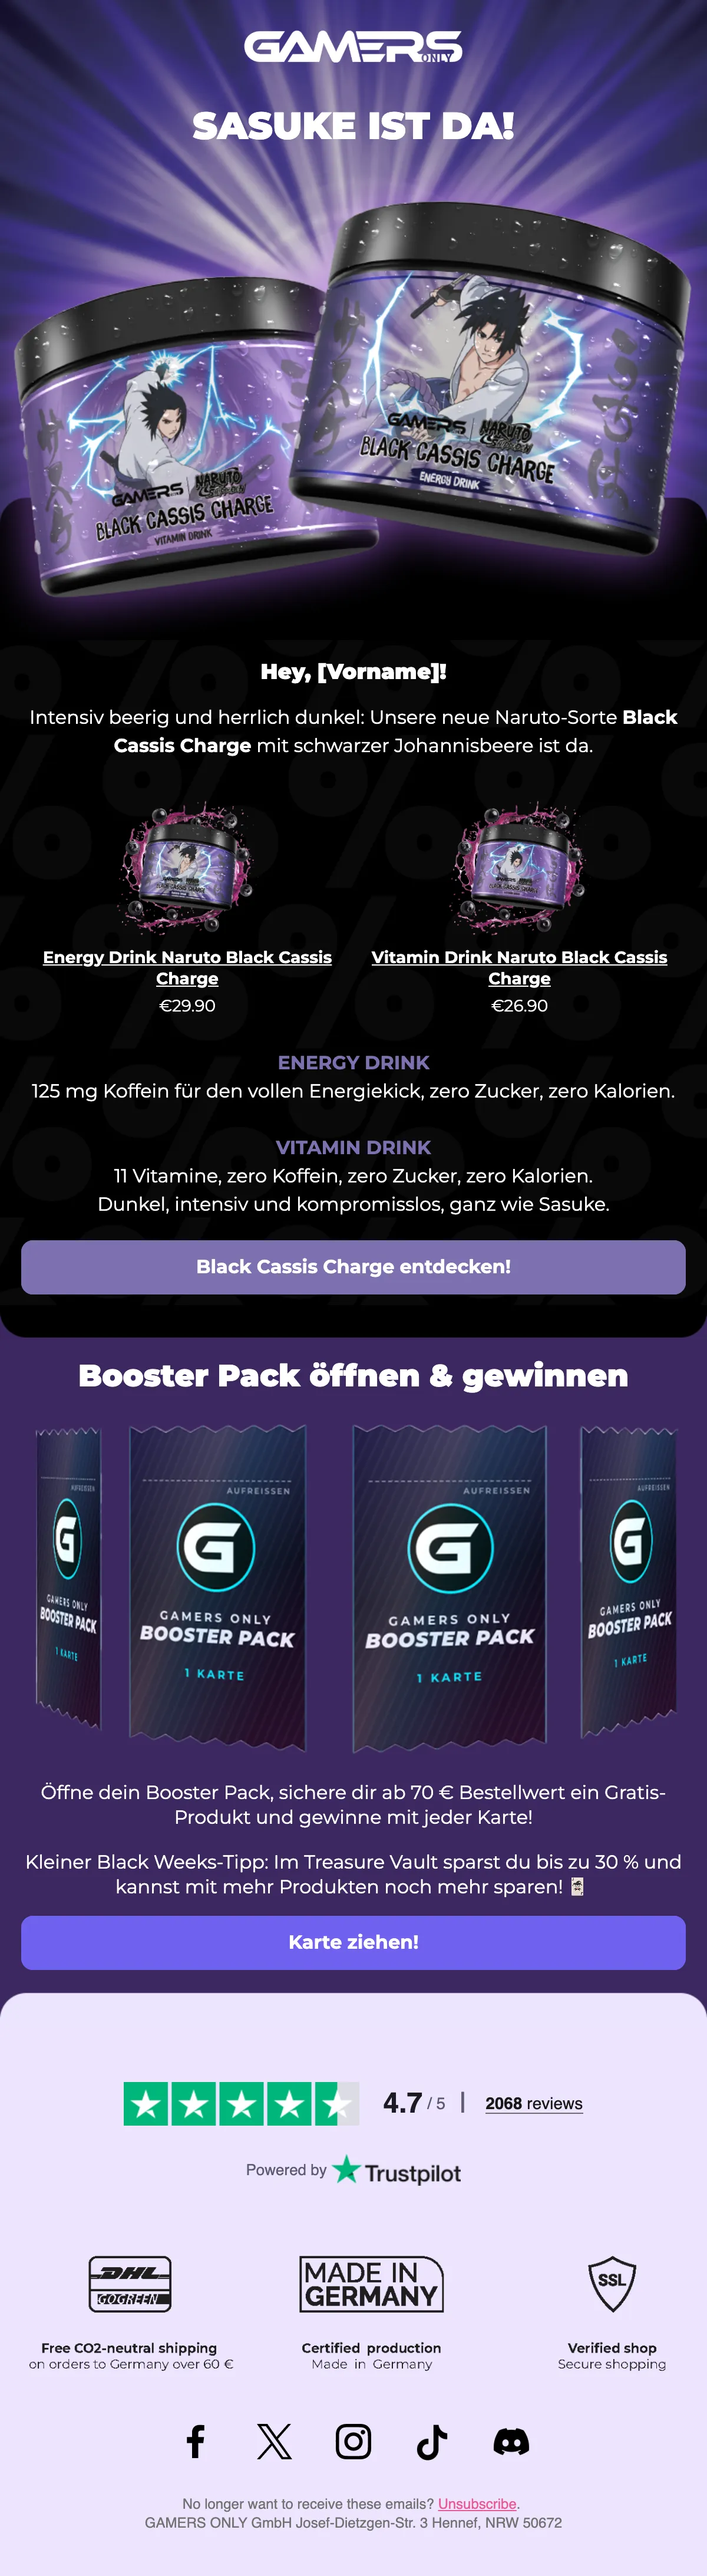 GAMERS
ONLY
SASUKE IST DA!
GAMERS NARUTO
BLACK CASSIS CHARGE
ENERGY DRINK
GAMERS NARUTO
BLACK CASSIS CHARGE
VITAMIN DRINK
Hey, [Vorname]!
Intensiv beerig und herrlich dunkel: Unsere neue Naruto-Sorte Black
Cassis Charge mit schwarzer Johannisbeere ist da.
Energy Drink Naruto Black Cassis
Charge
€29.90
Vitamin Drink Naruto Black Cassis
Charge
€26.90
ENERGY DRINK
125 mg Koffein für den vollen Energiekick, zero Zucker, zero Kalorien.
VITAMIN DRINK
11 Vitamine, zero Koffein, zero Zucker, zero Kalorien.
Dunkel, intensiv und kompromisslos, ganz wie Sasuke.
Black Cassis Charge entdecken!
Booster Pack öffnen & gewinnen
AUFREISSEN
G
GAMERS ONLY
BOOSTER PACK
1 KARTE
AUFREISSEN
G
GAMERS ONLY
BOOSTER PACK
1 KARTE
AUFREISSEN
G
GAMERS ONLY
BOOSTER PACK
1 KARTE
AUFREISSEN
G
GAMERS ONLY
BOOSTER PACK
1 KARTE
Öffne dein Booster Pack, sichere dir ab 70 € Bestellwert ein Gratis-
Produkt und gewinne mit jeder Karte!
Kleiner Black Weeks-Tipp: Im Treasure Vault sparst du bis zu 30 % und
kannst mit mehr Produkten noch mehr sparen! 🃏
Karte ziehen!
4.7 / 5 | 2068 reviews
Powered by Trustpilot
DHL
GOGREEN
Free CO2-neutral shipping
on orders to Germany over 60 €
MADE IN
GERMANY
Certified production
Made in Germany
SSL
Verified shop
Secure shopping
No longer want to receive these emails? Unsubscribe.
GAMERS ONLY GmbH Josef-Dietzgen-Str. 3 Hennef, NRW 50672